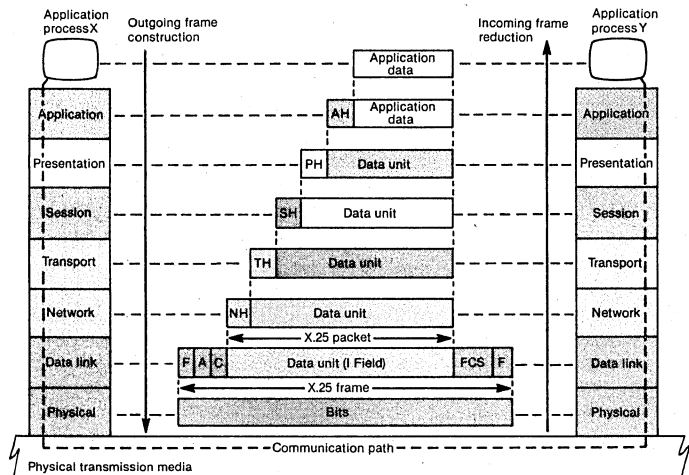 Application
process X
Outgoing frame
construction
Incoming frame
reduction
Application
process Y
Application
data
Application
AH
Application
data
Application
Presentation
PH
Data unit
Presentation
Session
SH
Data unit
Session
Transport
TH
Data unit
Transport
Network
NH
Data unit
Network
X.25 packet
Data link
F A C
Data unit (I Field)
FCS F
Data link
X.25 frame
Physical
Bits
Physical
Communication path
Physical transmission media